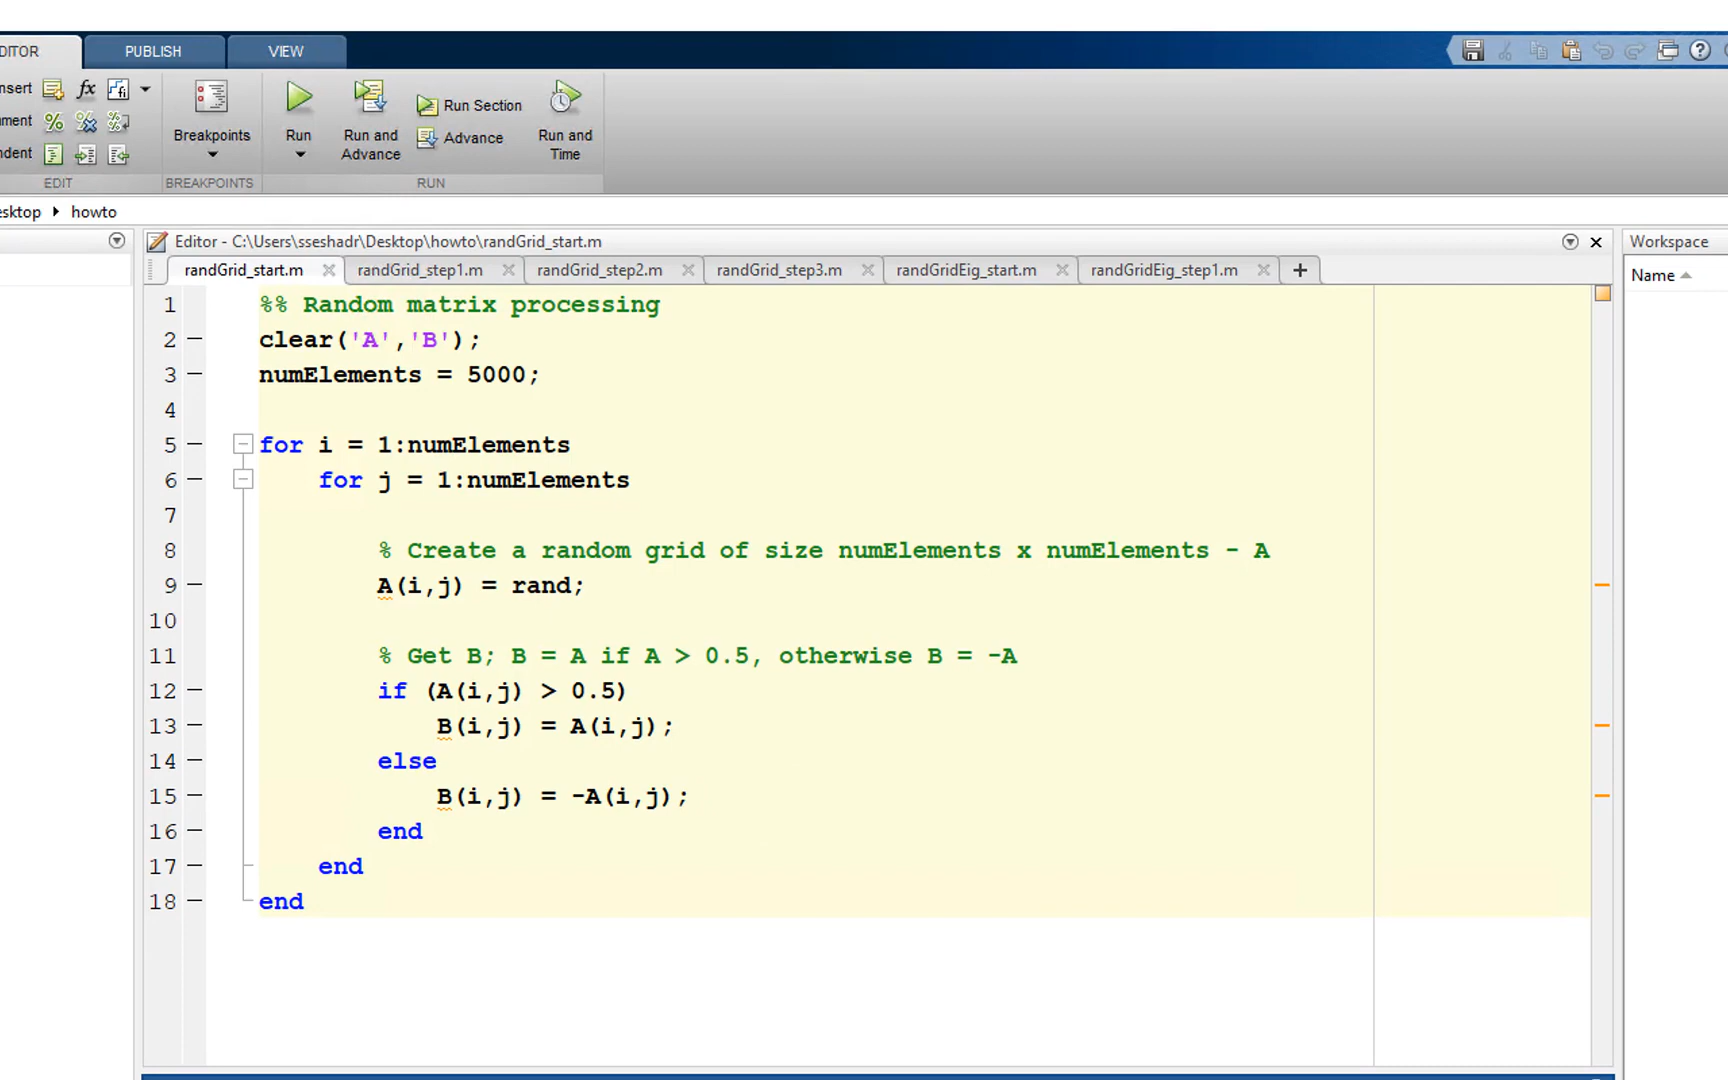 DITOR PUBLISH VIEW
nsert fx
ment
ndent
Breakpoints
Run
Run and Advance
Run Section
Advance
Run and Time
EDIT BREAKPOINTS RUN
esktop howto
Editor - C:\Users\sseshadr\Desktop\howto\randGrid_start.m
Workspace
randGrid_start.m randGrid_step1.m randGrid_step2.m randGrid_step3.m randGridEig_start.m randGridEig_step1.m +
Name
1 %% Random matrix processing
2 clear('A','B');
3 numElements = 5000;
4
5 for i = 1:numElements
6 for j = 1:numElements
7
8 % Create a random grid of size numElements x numElements - A
9 A(i,j) = rand;
10
11 % Get B; B = A if A > 0.5, otherwise B = -A
12 if (A(i,j) > 0.5)
13 B(i,j) = A(i,j);
14 else
15 B(i,j) = -A(i,j);
16 end
17 end
18 end